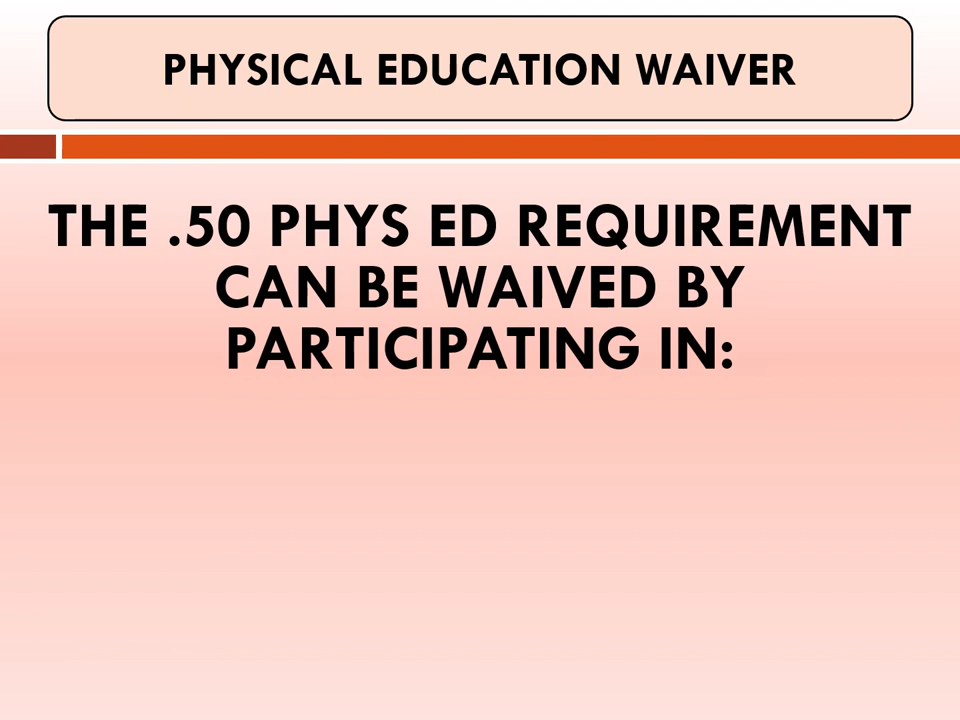 PHYSICAL EDUCATION WAIVER
THE .50 PHYS ED REQUIREMENT
CAN BE WAIVED BY
PARTICIPATING IN: